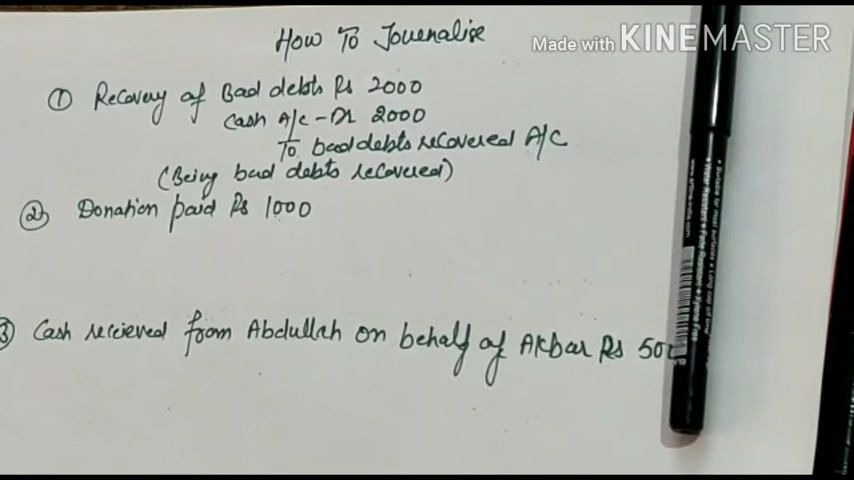 How To Journalise
Made with KINEMASTER
① Recovery of Bad debts Rs 2000
Cash A/c - Dr 2000
To bad debts recovered A/C
(Being bad debts recovered)
② Donation paid Rs 1000
③ Cash recieved from Abdullah on behalf of Akbar Rs 50